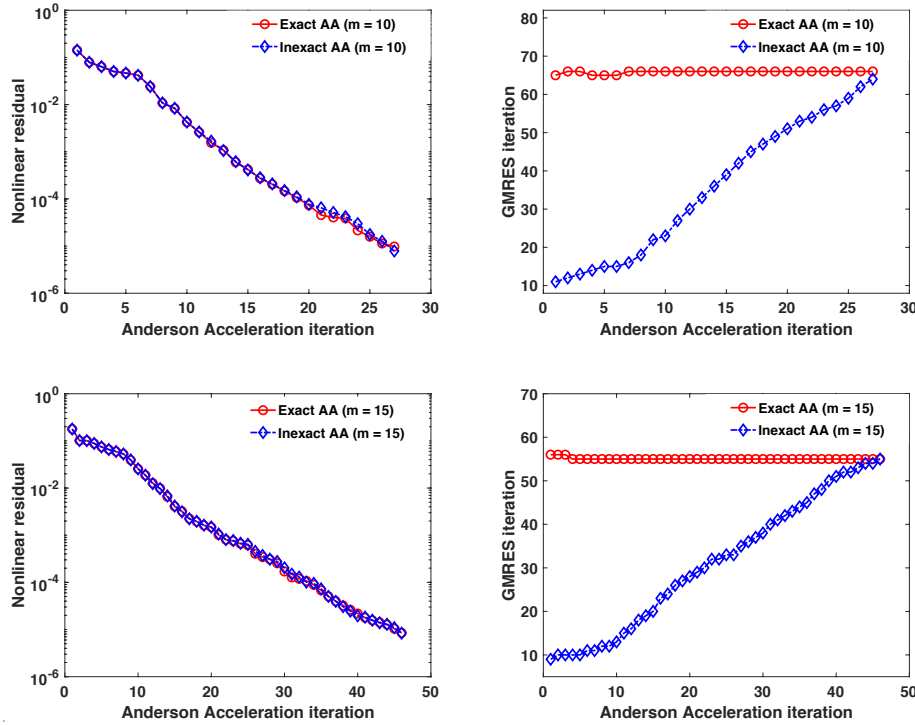 10^0
10^-2
10^-4
10^-6
Nonlinear residual
0 5 10 15 20 25 30
Anderson Acceleration iteration
Exact AA (m = 10)
Inexact AA (m = 10)
80
70
60
50
40
30
20
10
GMRES iteration
0 5 10 15 20 25 30
Anderson Acceleration iteration
Exact AA (m = 10)
Inexact AA (m = 10)
10^0
10^-2
10^-4
10^-6
Nonlinear residual
0 10 20 30 40 50
Anderson Acceleration iteration
Exact AA (m = 15)
Inexact AA (m = 15)
70
60
50
40
30
20
10
0
GMRES iteration
0 10 20 30 40 50
Anderson Acceleration iteration
Exact AA (m = 15)
Inexact AA (m = 15)